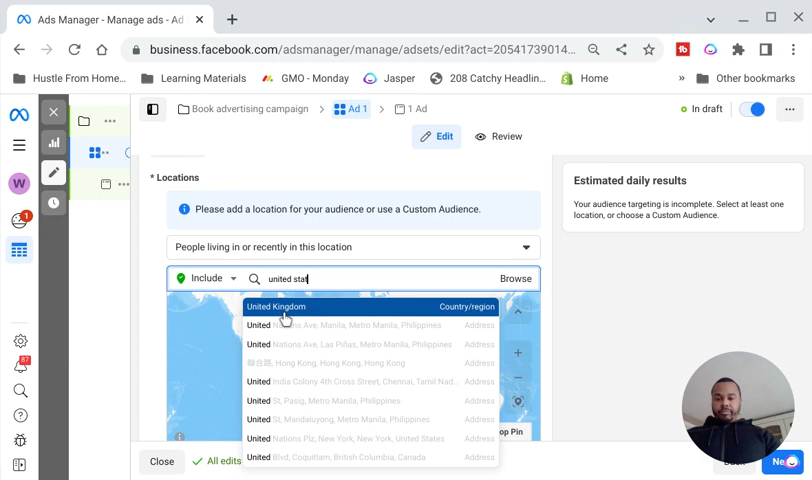 Ads Manager - Manage ads - Ad
business.facebook.com/adsmanager/manage/adsets/edit?act=20541739014...
Hustle From Home...
Learning Materials
GMO - Monday
Jasper
208 Catchy Headlin...
Home
»
Other bookmarks
Book advertising campaign
Ad 1
1 Ad
In draft
Edit
Review
* Locations
Please add a location for your audience or use a Custom Audience.
People living in or recently in this location
Include
united stat
Browse
United Kingdom Country/region
United Nations Ave, Manila, Metro Manila, Philippines Address
United Nations Ave, Las Piñas, Metro Manila, Philippines Address
聯合路, Hong Kong, Hong Kong, Hong Kong Address
United India Colony 4th Cross Street, Chennai, Tamil Nad... Address
United St, Pasig, Metro Manila, Philippines Address
United St, Mandaluyong, Metro Manila, Philippines Address
United Nations Plz, New York, New York, United States Address
United Blvd, Coquitlam, British Columbia, Canada Address
op Pin
Estimated daily results
Your audience targeting is incomplete. Select at least one
location, or choose a Custom Audience.
W
1
87
Close
All edits
Back
Ne